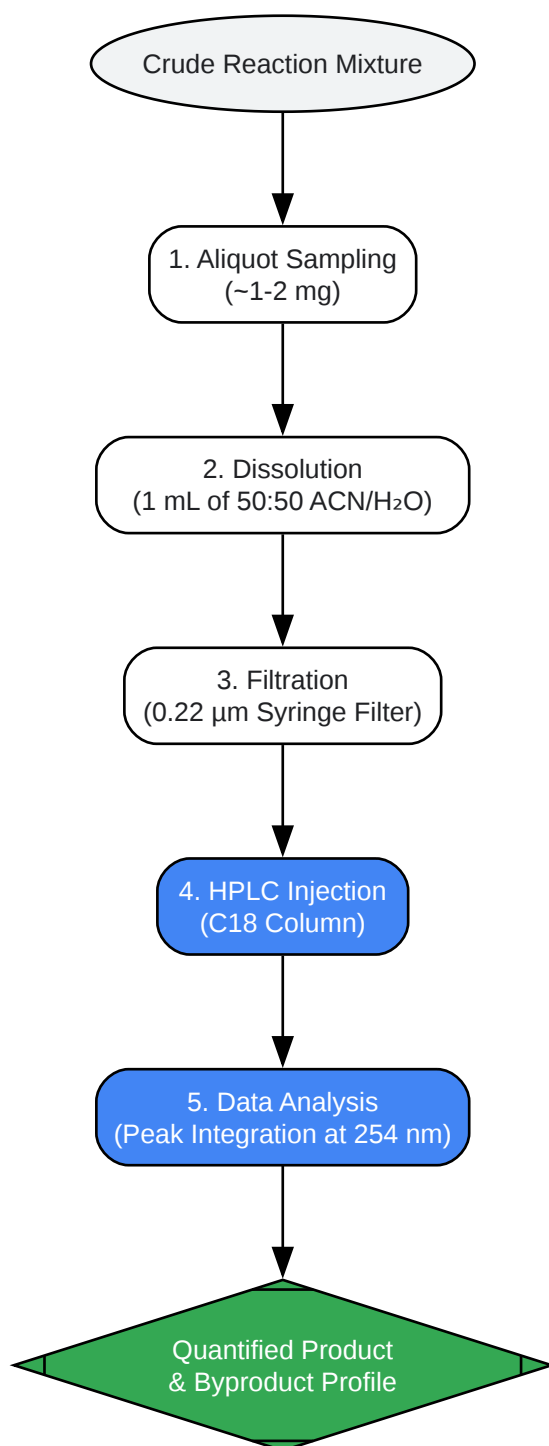 Crude Reaction Mixture
1. Aliquot Sampling
(~1-2 mg)
2. Dissolution
(1 mL of 50:50 ACN/H₂O)
3. Filtration
(0.22 µm Syringe Filter)
4. HPLC Injection
(C18 Column)
5. Data Analysis
(Peak Integration at 254 nm)
Quantified Product
& Byproduct Profile